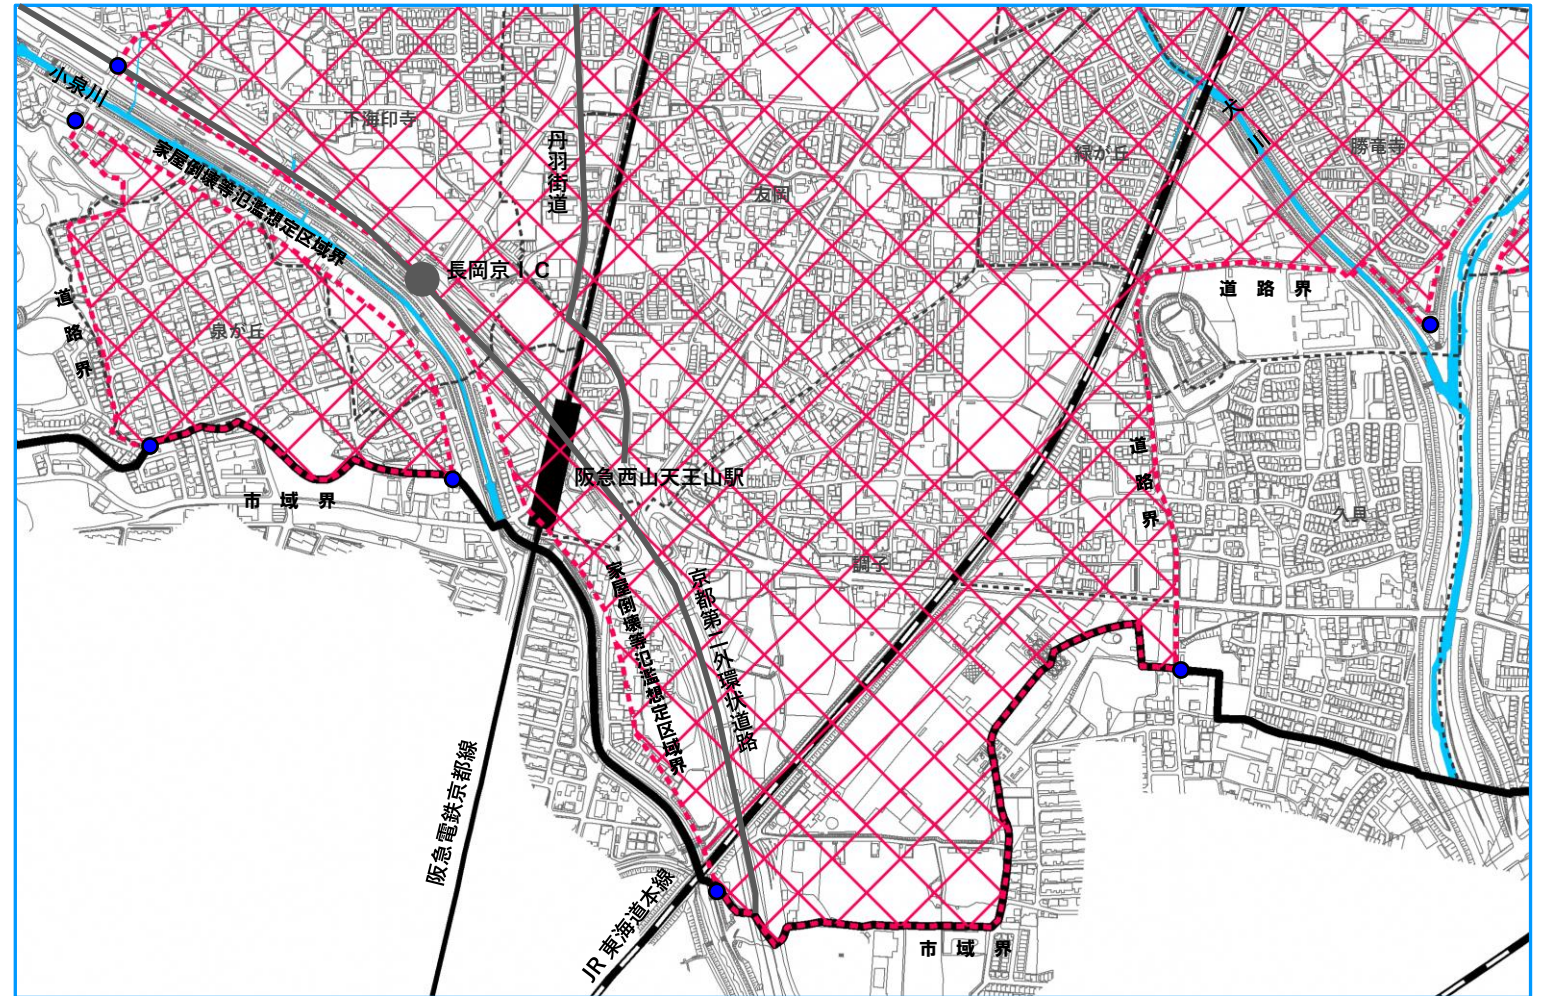 小泉川
下海印寺
家屋倒壊等氾濫想定区域界
丹羽街道
友岡
緑が丘
犬川
勝竜寺
長岡京IC
道路界
道路界
泉が丘
阪急西山天王山駅
道路界
久貝
市域界
調子
家屋倒壊等氾濫想定区域界
京都第二外環状道路
阪急電鉄京都線
JR東海道本線
市域界